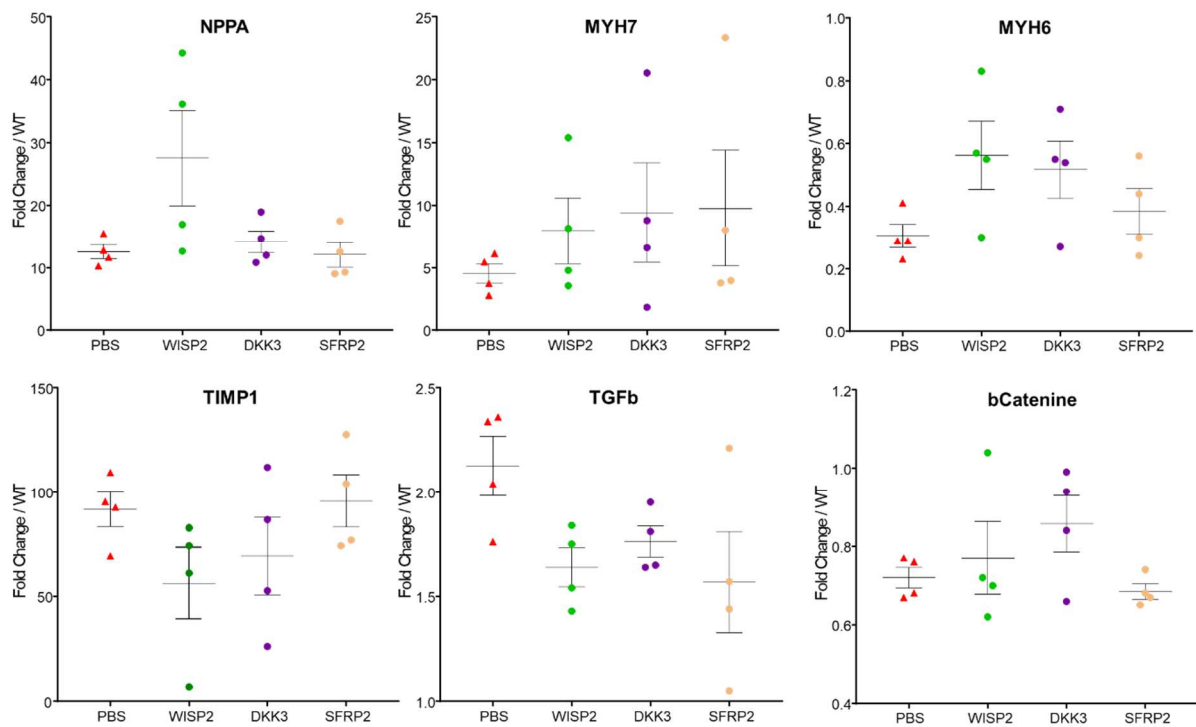 NPPA
Fold Change / WT
50
40
30
20
10
0
PBS WISP2 DKK3 SFRP2
MYH7
Fold Change / WT
25
20
15
10
5
0
PBS WISP2 DKK3 SFRP2
MYH6
Fold Change / WT
1.0
0.8
0.6
0.4
0.2
0.0
PBS WISP2 DKK3 SFRP2
TIMP1
Fold Change / WT
150
100
50
0
PBS WISP2 DKK3 SFRP2
TGFb
Fold Change / WT
2.5
2.0
1.5
1.0
PBS WISP2 DKK3 SFRP2
bCatenine
Fold Change / WT
1.2
1.0
0.8
0.6
0.4
PBS WISP2 DKK3 SFRP2